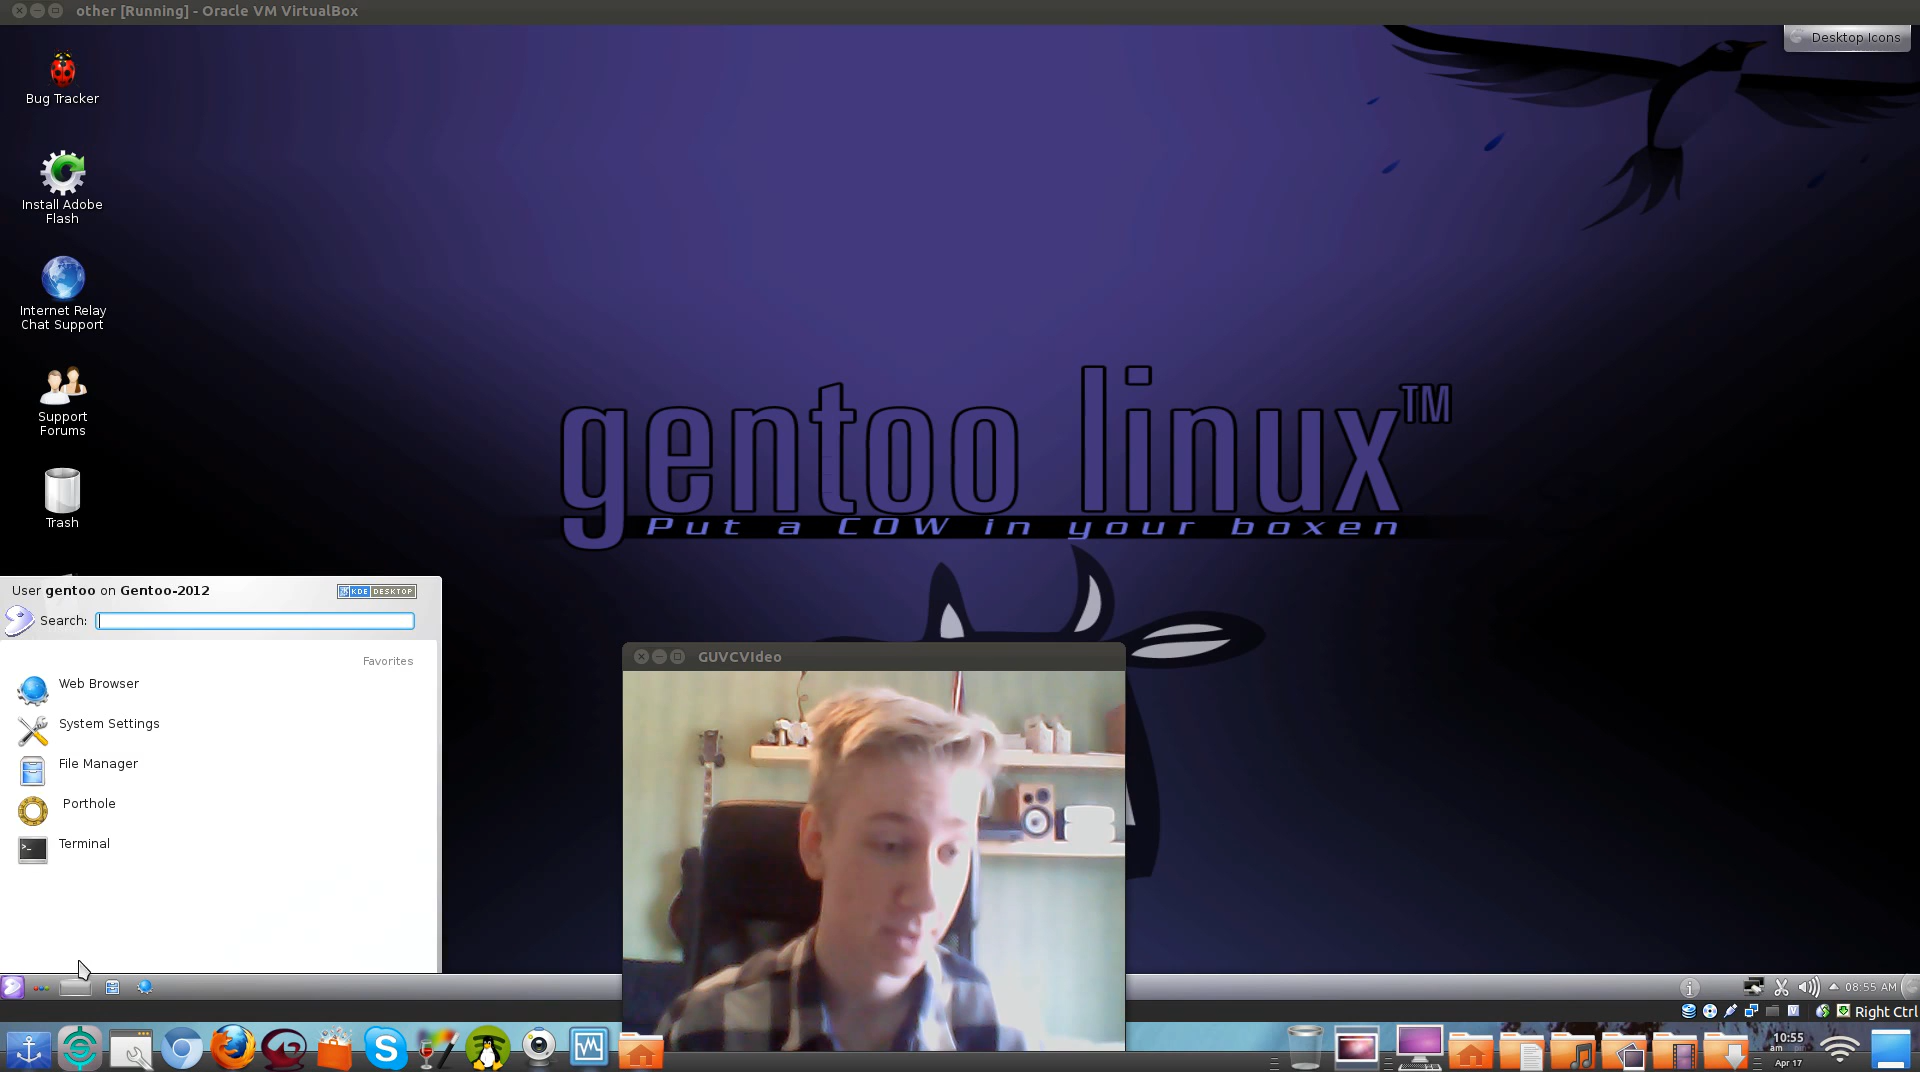 other [Running] - Oracle VM VirtualBox
Desktop Icons
Bug Tracker
Install Adobe
Flash
Internet Relay
Chat Support
Support
Forums
Trash
gentoo linux™
Put a COW in your boxen
User gentoo on Gentoo-2012
KDE DESKTOP
Search:
Favorites
Web Browser
System Settings
File Manager
Porthole
Terminal
GUVCVIdeo
08:55 AM
Right Ctrl
10:55
am
Apr 17